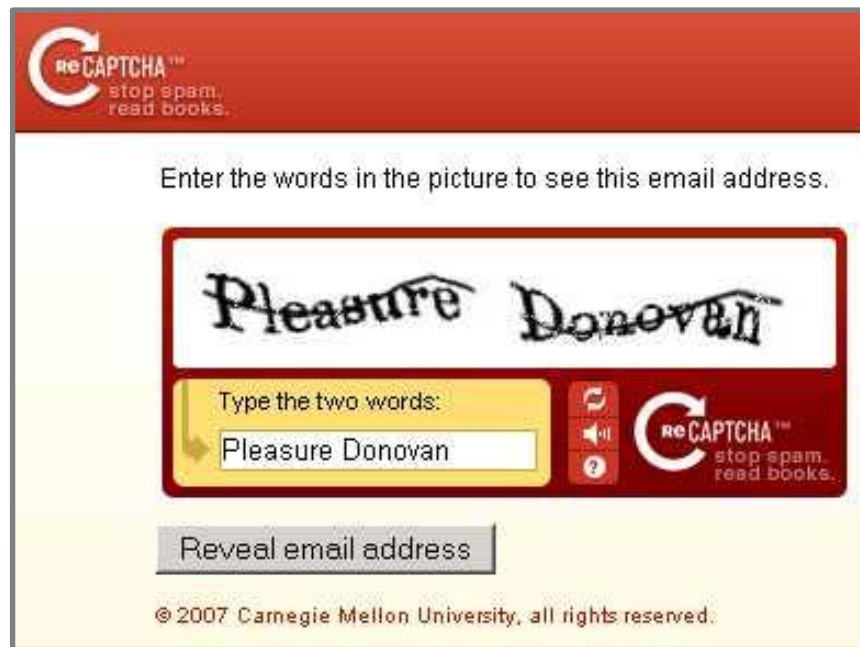 ReCAPTCHA™
stop spam.
read books.
Enter the words in the picture to see this email address.
Pleasure Donovan
Type the two words:
Pleasure Donovan
?
ReCAPTCHA™
stop spam.
read books.
Reveal email address
© 2007 Carnegie Mellon University, all rights reserved.